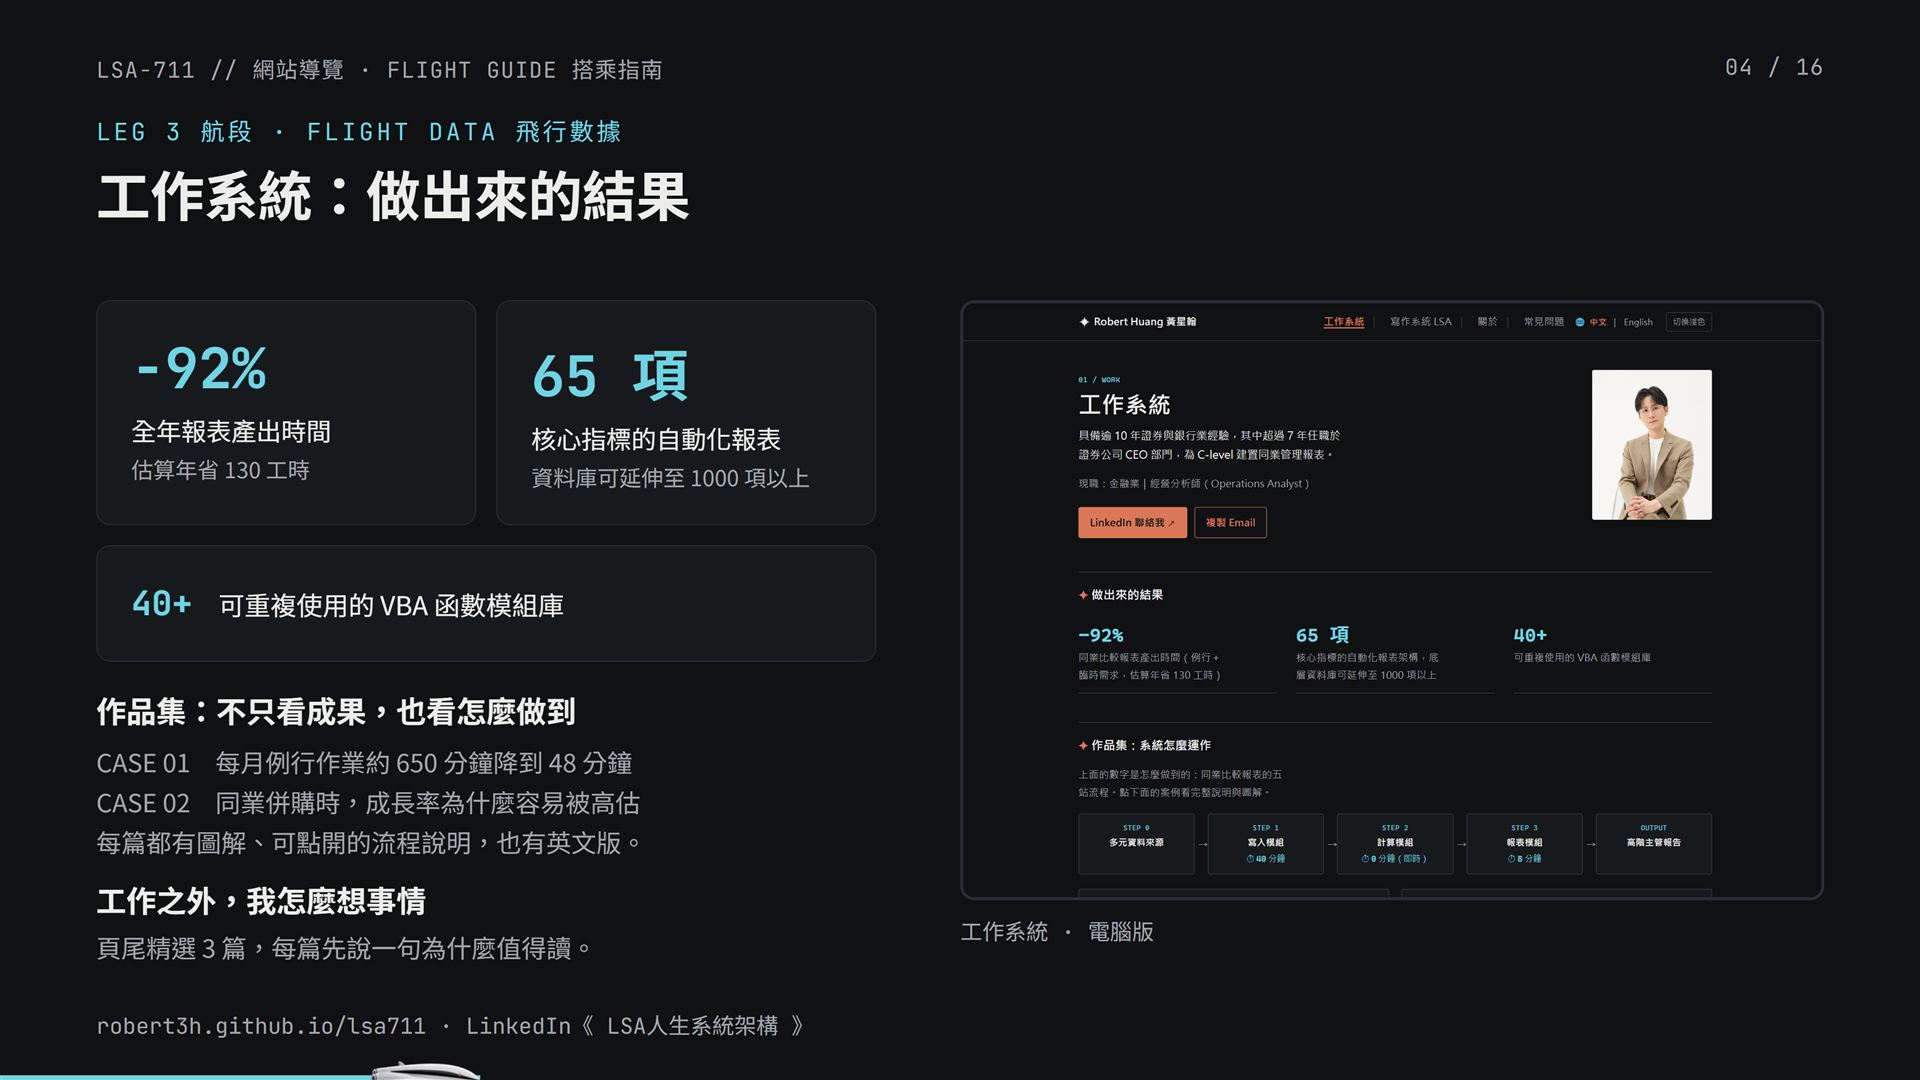 LSA-711 // 網站導覽 · FLIGHT GUIDE 搭乘指南
04 / 16
LEG 3 航段 · FLIGHT DATA 飛行數據
工作系統：做出來的結果
-92%
全年報表產出時間
估算年省 130 工時
65 項
核心指標的自動化報表
資料庫可延伸至 1000 項以上
40+ 可重複使用的 VBA 函數模組庫
作品集：不只看成果，也看怎麼做到
CASE 01 每月例行作業約 650 分鐘降到 48 分鐘
CASE 02 同業併購時，成長率為什麼容易被高估
每篇都有圖解、可點開的流程說明，也有英文版。
工作之外，我怎麼想事情
頁尾精選 3 篇，每篇先說一句為什麼值得讀。
✦ Robert Huang 黃星翰
工作系統 | 寫作系統 LSA | 關於 | 常見問題 中文 | English 切換淺色
01 / WORK
工作系統
具備逾 10 年證券與銀行業經驗，其中超過 7 年任職於
證券公司 CEO 部門，為 C-level 建置同業管理報表。
現職：金融業 | 經營分析師 ( Operations Analyst )
LinkedIn 聯絡我 ↗ 複製 Email
✦ 做出來的結果
−92%
同業比較報表產出時間 ( 例行 +
臨時需求，估算年省 130 工時 )
65 項
核心指標的自動化報表架構，底
層資料庫可延伸至 1000 項以上
40+
可重複使用的 VBA 函數模組庫
✦ 作品集：系統怎麼運作
上面的數字是怎麼做到的：同業比較報表的五
站流程。點下面的案例看完整說明與圖解。
STEP 0
多元資料來源
→
STEP 1
寫入模組
⏱ 40 分鐘
→
STEP 2
計算模組
⏱ 0 分鐘 ( 即時 )
→
STEP 3
報表模組
⏱ 8 分鐘
→
OUTPUT
高階主管報告
工作系統 · 電腦版
robert3h.github.io/lsa711 · LinkedIn《 LSA人生系統架構 》